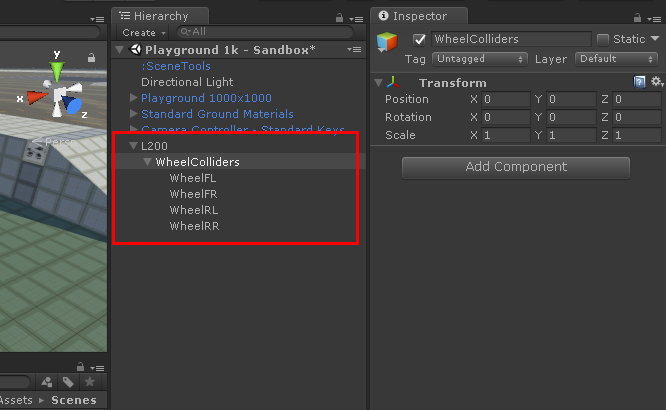 Hierarchy
Create
All
Playground 1k - Sandbox*
:SceneTools
Directional Light
Playground 1000x1000
Standard Ground Materials
Camera Controller - Standard Keys
L200
WheelColliders
WheelFL
WheelFR
WheelRL
WheelRR
y
x
z
Persp
Assets
Scenes
Inspector
WheelColliders
Static
Tag Untagged Layer Default
Transform
Position X 0 Y 0 Z 0
Rotation X 0 Y 0 Z 0
Scale X 1 Y 1 Z 1
Add Component